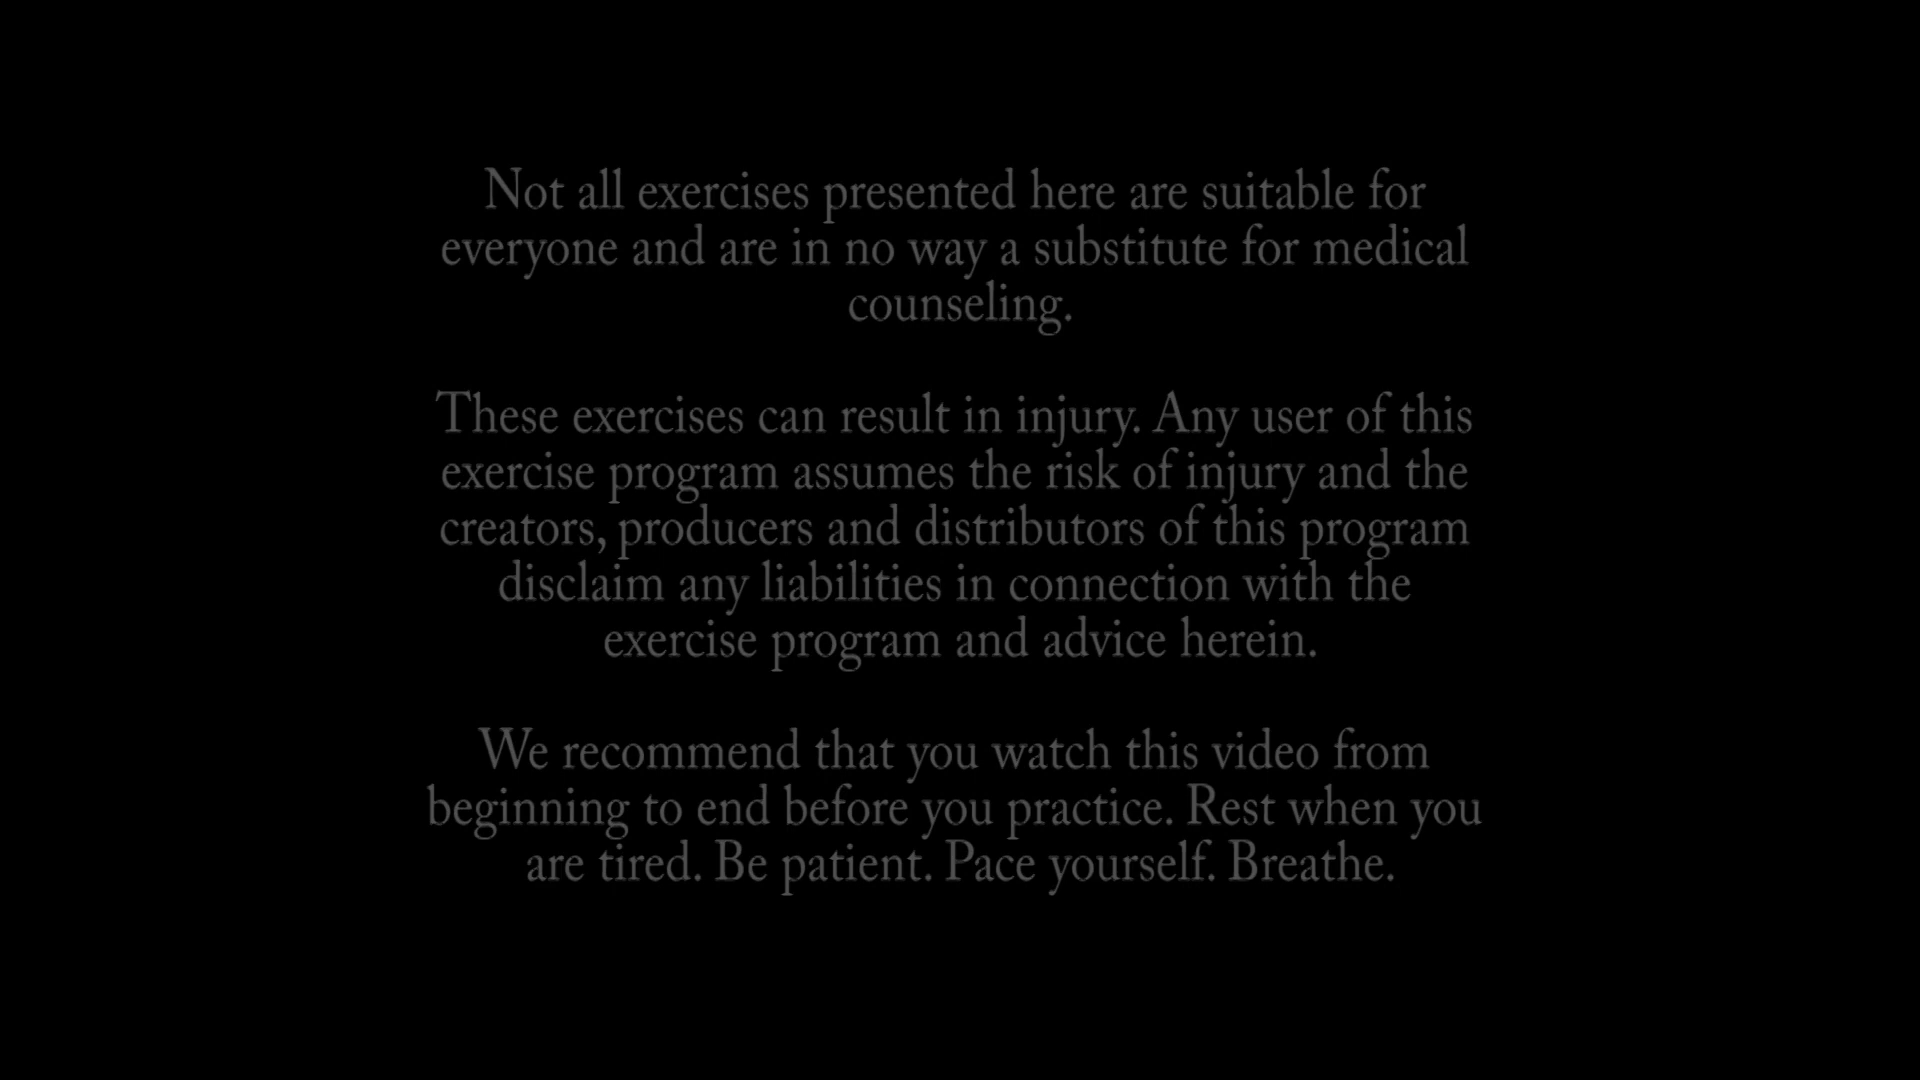 Not all exercises presented here are suitable for
everyone and are in no way a substitute for medical
counseling.
These exercises can result in injury. Any user of this
exercise program assumes the risk of injury and the
creators, producers and distributors of this program
disclaim any liabilities in connection with the
exercise program and advice herein.
We recommend that you watch this video from
beginning to end before you practice. Rest when you
are tired. Be patient. Pace yourself. Breathe.